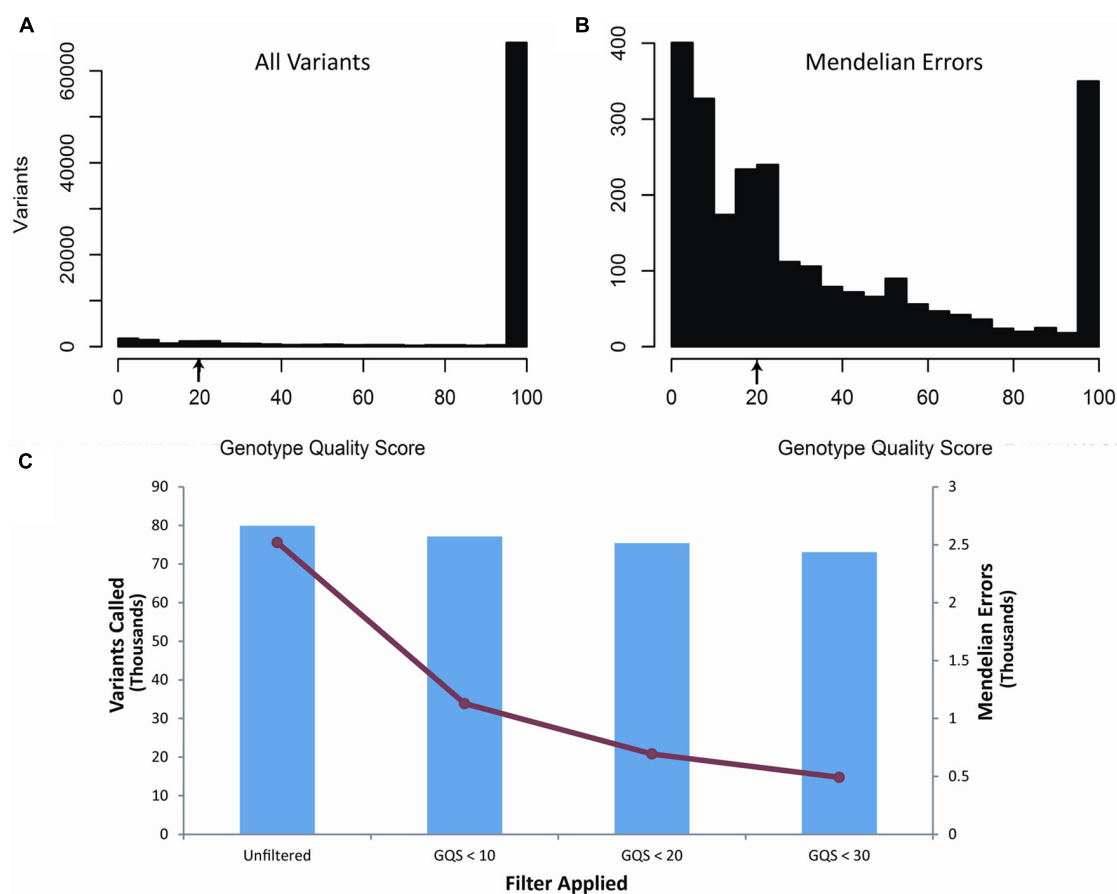 A
All Variants
Variants
0
20000
40000
60000
0 20 40 60 80 100
Genotype Quality Score
B
Mendelian Errors
0
100
200
300
400
0 20 40 60 80 100
Genotype Quality Score
C
Variants Called
(Thousands)
90
80
70
60
50
40
30
20
10
0
3
2.5
2
1.5
1
0.5
0
Mendelian Errors
(Thousands)
Unfiltered GQS < 10 GQS < 20 GQS < 30
Filter Applied